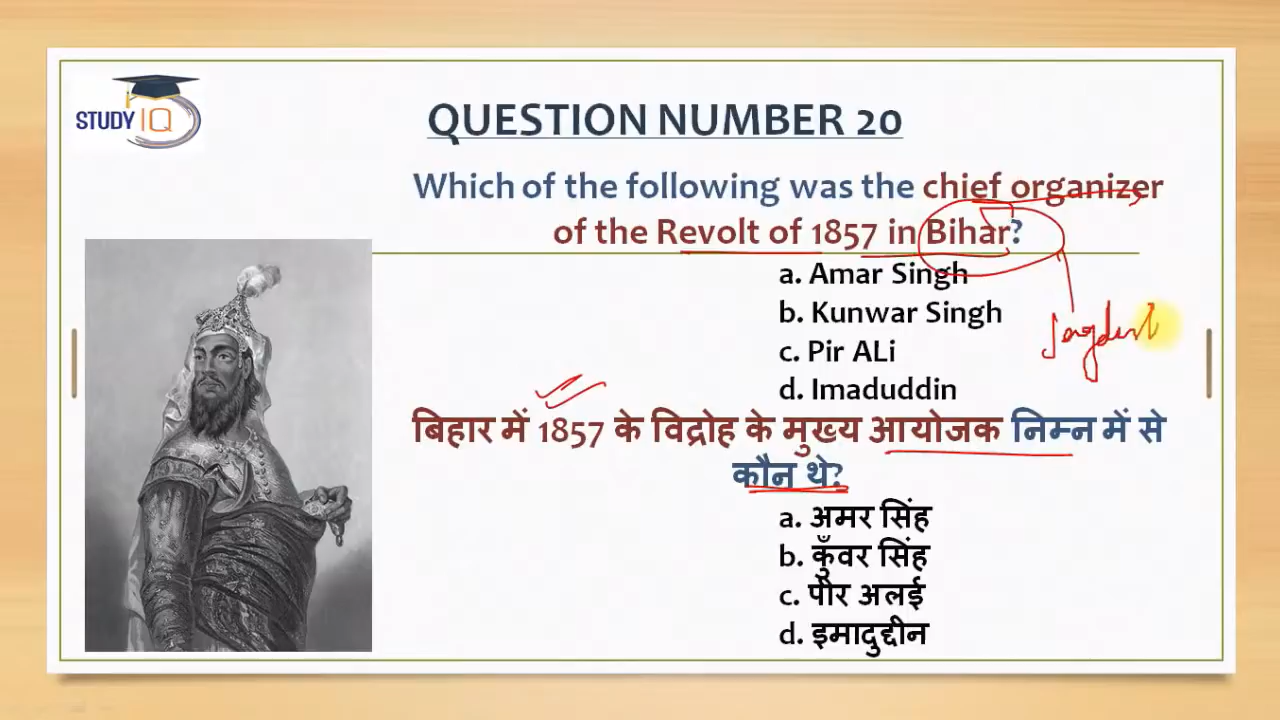 STUDY IQ
QUESTION NUMBER 20
Which of the following was the chief organizer
of the Revolt of 1857 in Bihar?
a. Amar Singh
b. Kunwar Singh
c. Pir ALi
d. Imaduddin
बिहार में 1857 के विद्रोह के मुख्य आयोजक निम्न में से
कौन थे?
a. अमर सिंह
b. कुँवर सिंह
c. पीर अलई
d. इमादुद्दीन